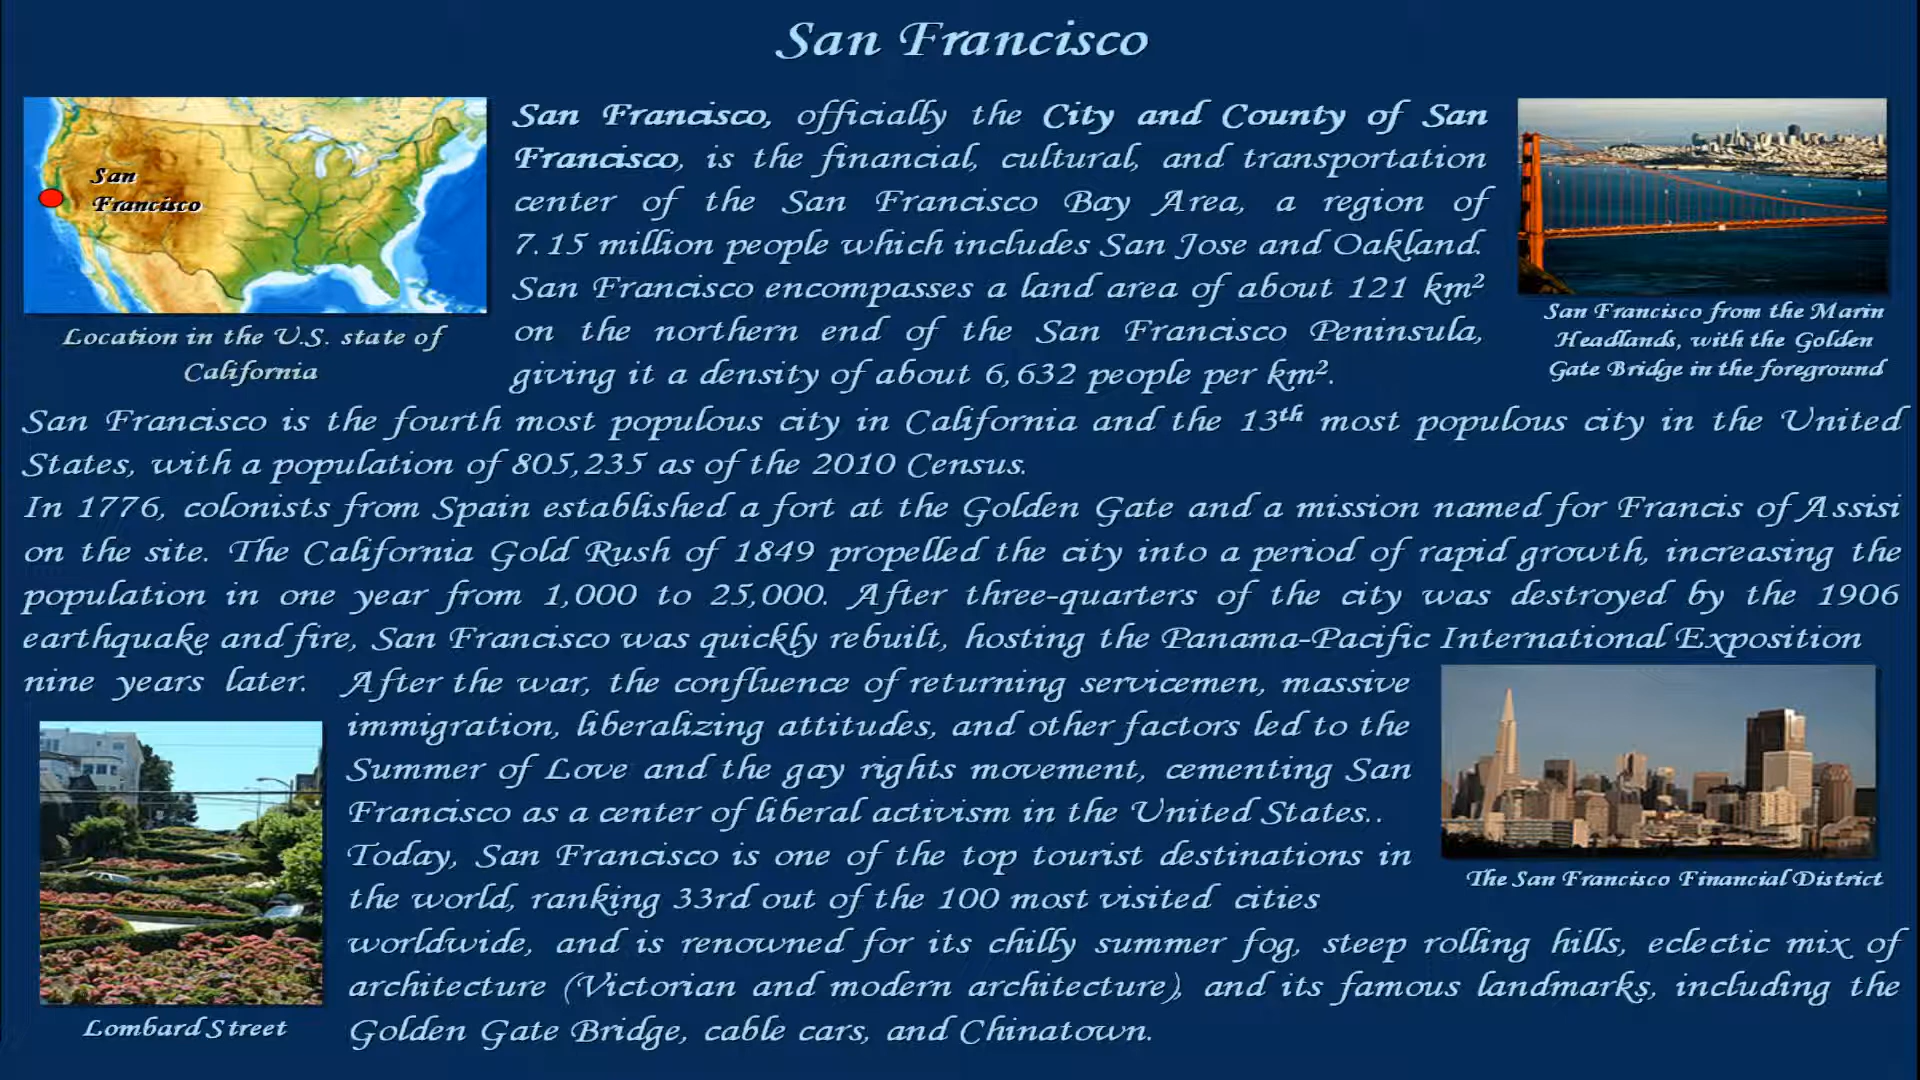 San Francisco
San
Francisco
Location in the U.S. state of
California
San Francisco, officially the City and County of San
Francisco, is the financial, cultural, and transportation
center of the San Francisco Bay Area, a region of
7.15 million people which includes San Jose and Oakland.
San Francisco encompasses a land area of about 121 km²
on the northern end of the San Francisco Peninsula,
giving it a density of about 6,632 people per km².
San Francisco from the Marin
Headlands, with the Golden
Gate Bridge in the foreground
San Francisco is the fourth most populous city in California and the 13th most populous city in the United
States, with a population of 805,235 as of the 2010 Census.
In 1776, colonists from Spain established a fort at the Golden Gate and a mission named for Francis of Assisi
on the site. The California Gold Rush of 1849 propelled the city into a period of rapid growth, increasing the
population in one year from 1,000 to 25,000. After three-quarters of the city was destroyed by the 1906
earthquake and fire, San Francisco was quickly rebuilt, hosting the Panama-Pacific International Exposition
nine years later. After the war, the confluence of returning servicemen, massive
immigration, liberalizing attitudes, and other factors led to the
Summer of Love and the gay rights movement, cementing San
Francisco as a center of liberal activism in the United States..
Today, San Francisco is one of the top tourist destinations in
the world, ranking 33rd out of the 100 most visited cities
worldwide, and is renowned for its chilly summer fog, steep rolling hills, eclectic mix of
architecture (Victorian and modern architecture), and its famous landmarks, including the
Golden Gate Bridge, cable cars, and Chinatown.
The San Francisco Financial District
Lombard Street